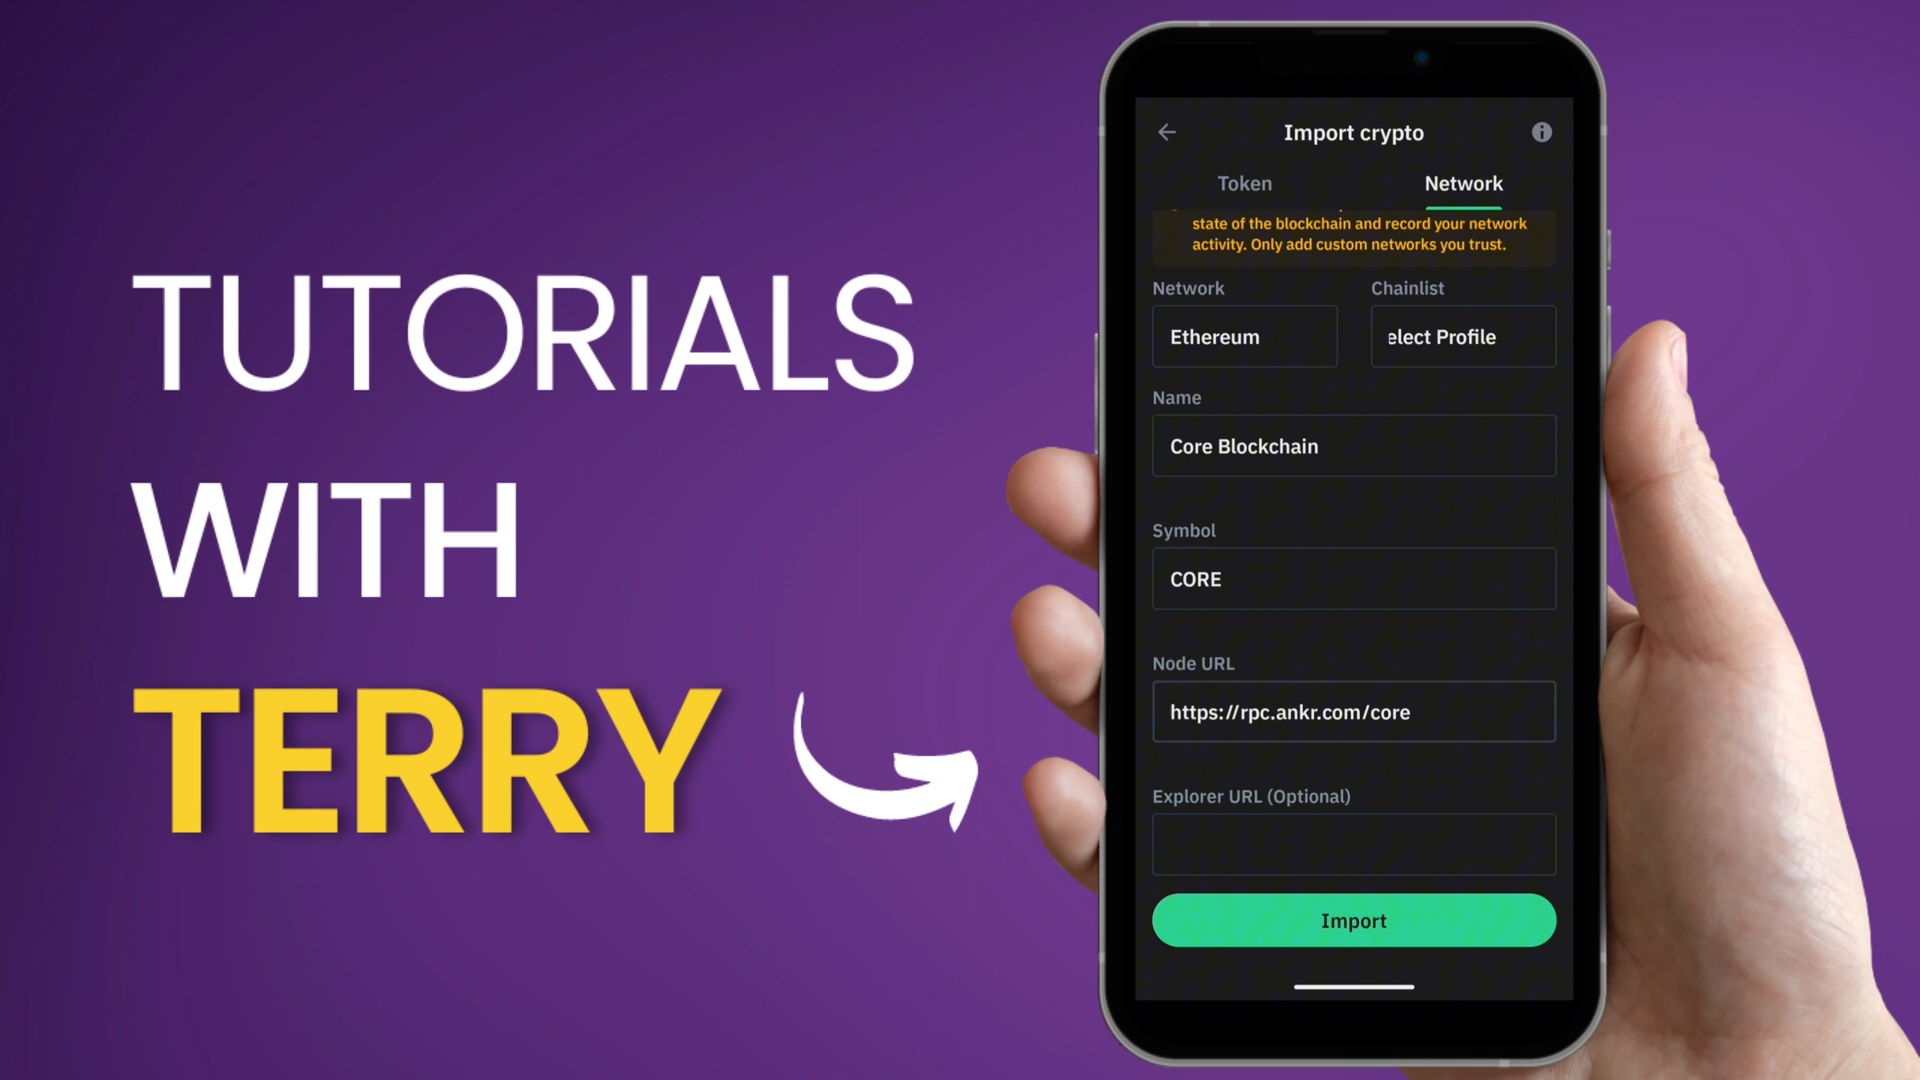 TUTORIALS
WITH
TERRY
Import crypto
Token
Network
state of the blockchain and record your network
activity. Only add custom networks you trust.
Network
Chainlist
Ethereum
elect Profile
Name
Core Blockchain
Symbol
CORE
Node URL
https://rpc.ankr.com/core
Explorer URL (Optional)
Import